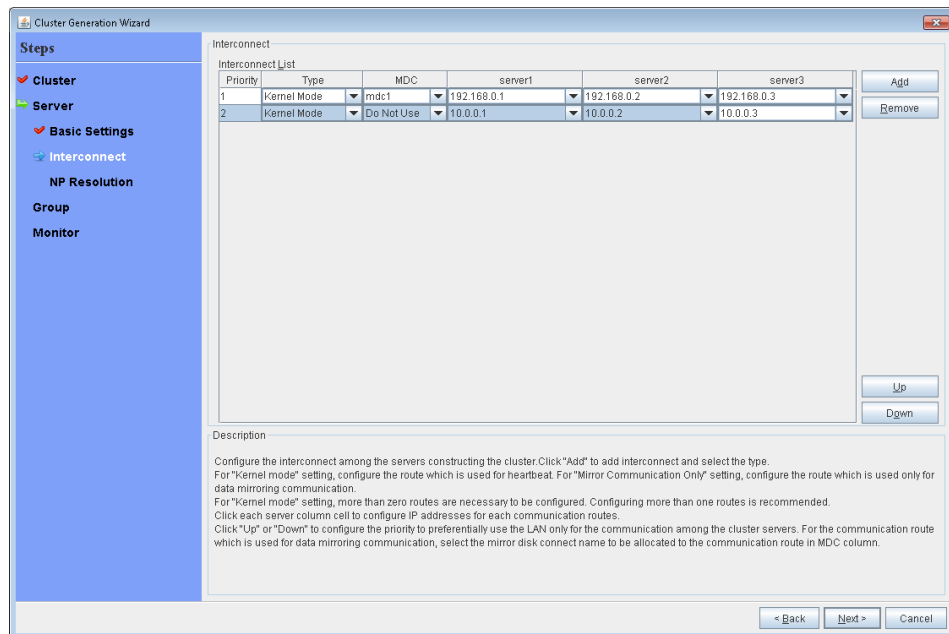 Cluster Generation Wizard
Steps
Cluster
Server
Basic Settings
Interconnect
NP Resolution
Group
Monitor
Interconnect
Interconnect List
Priority Type MDC server1 server2 server3
1 Kernel Mode mdc1 192.168.0.1 192.168.0.2 192.168.0.3
2 Kernel Mode Do Not Use 10.0.0.1 10.0.0.2 10.0.0.3
Add
Remove
Up
Down
Description
Configure the interconnect among the servers constructing the cluster.Click "Add" to add interconnect and select the type.
For "Kernel mode" setting, configure the route which is used for heartbeat. For "Mirror Communication Only" setting, configure the route which is used only for
data mirroring communication.
For "Kernel mode" setting, more than zero routes are necessary to be configured. Configuring more than one routes is recommended.
Click each server column cell to configure IP addresses for each communication routes.
Click "Up" or "Down" to configure the priority to preferentially use the LAN only for the communication among the cluster servers. For the communication route
which is used for data mirroring communication, select the mirror disk connect name to be allocated to the communication route in MDC column.
< Back Next > Cancel